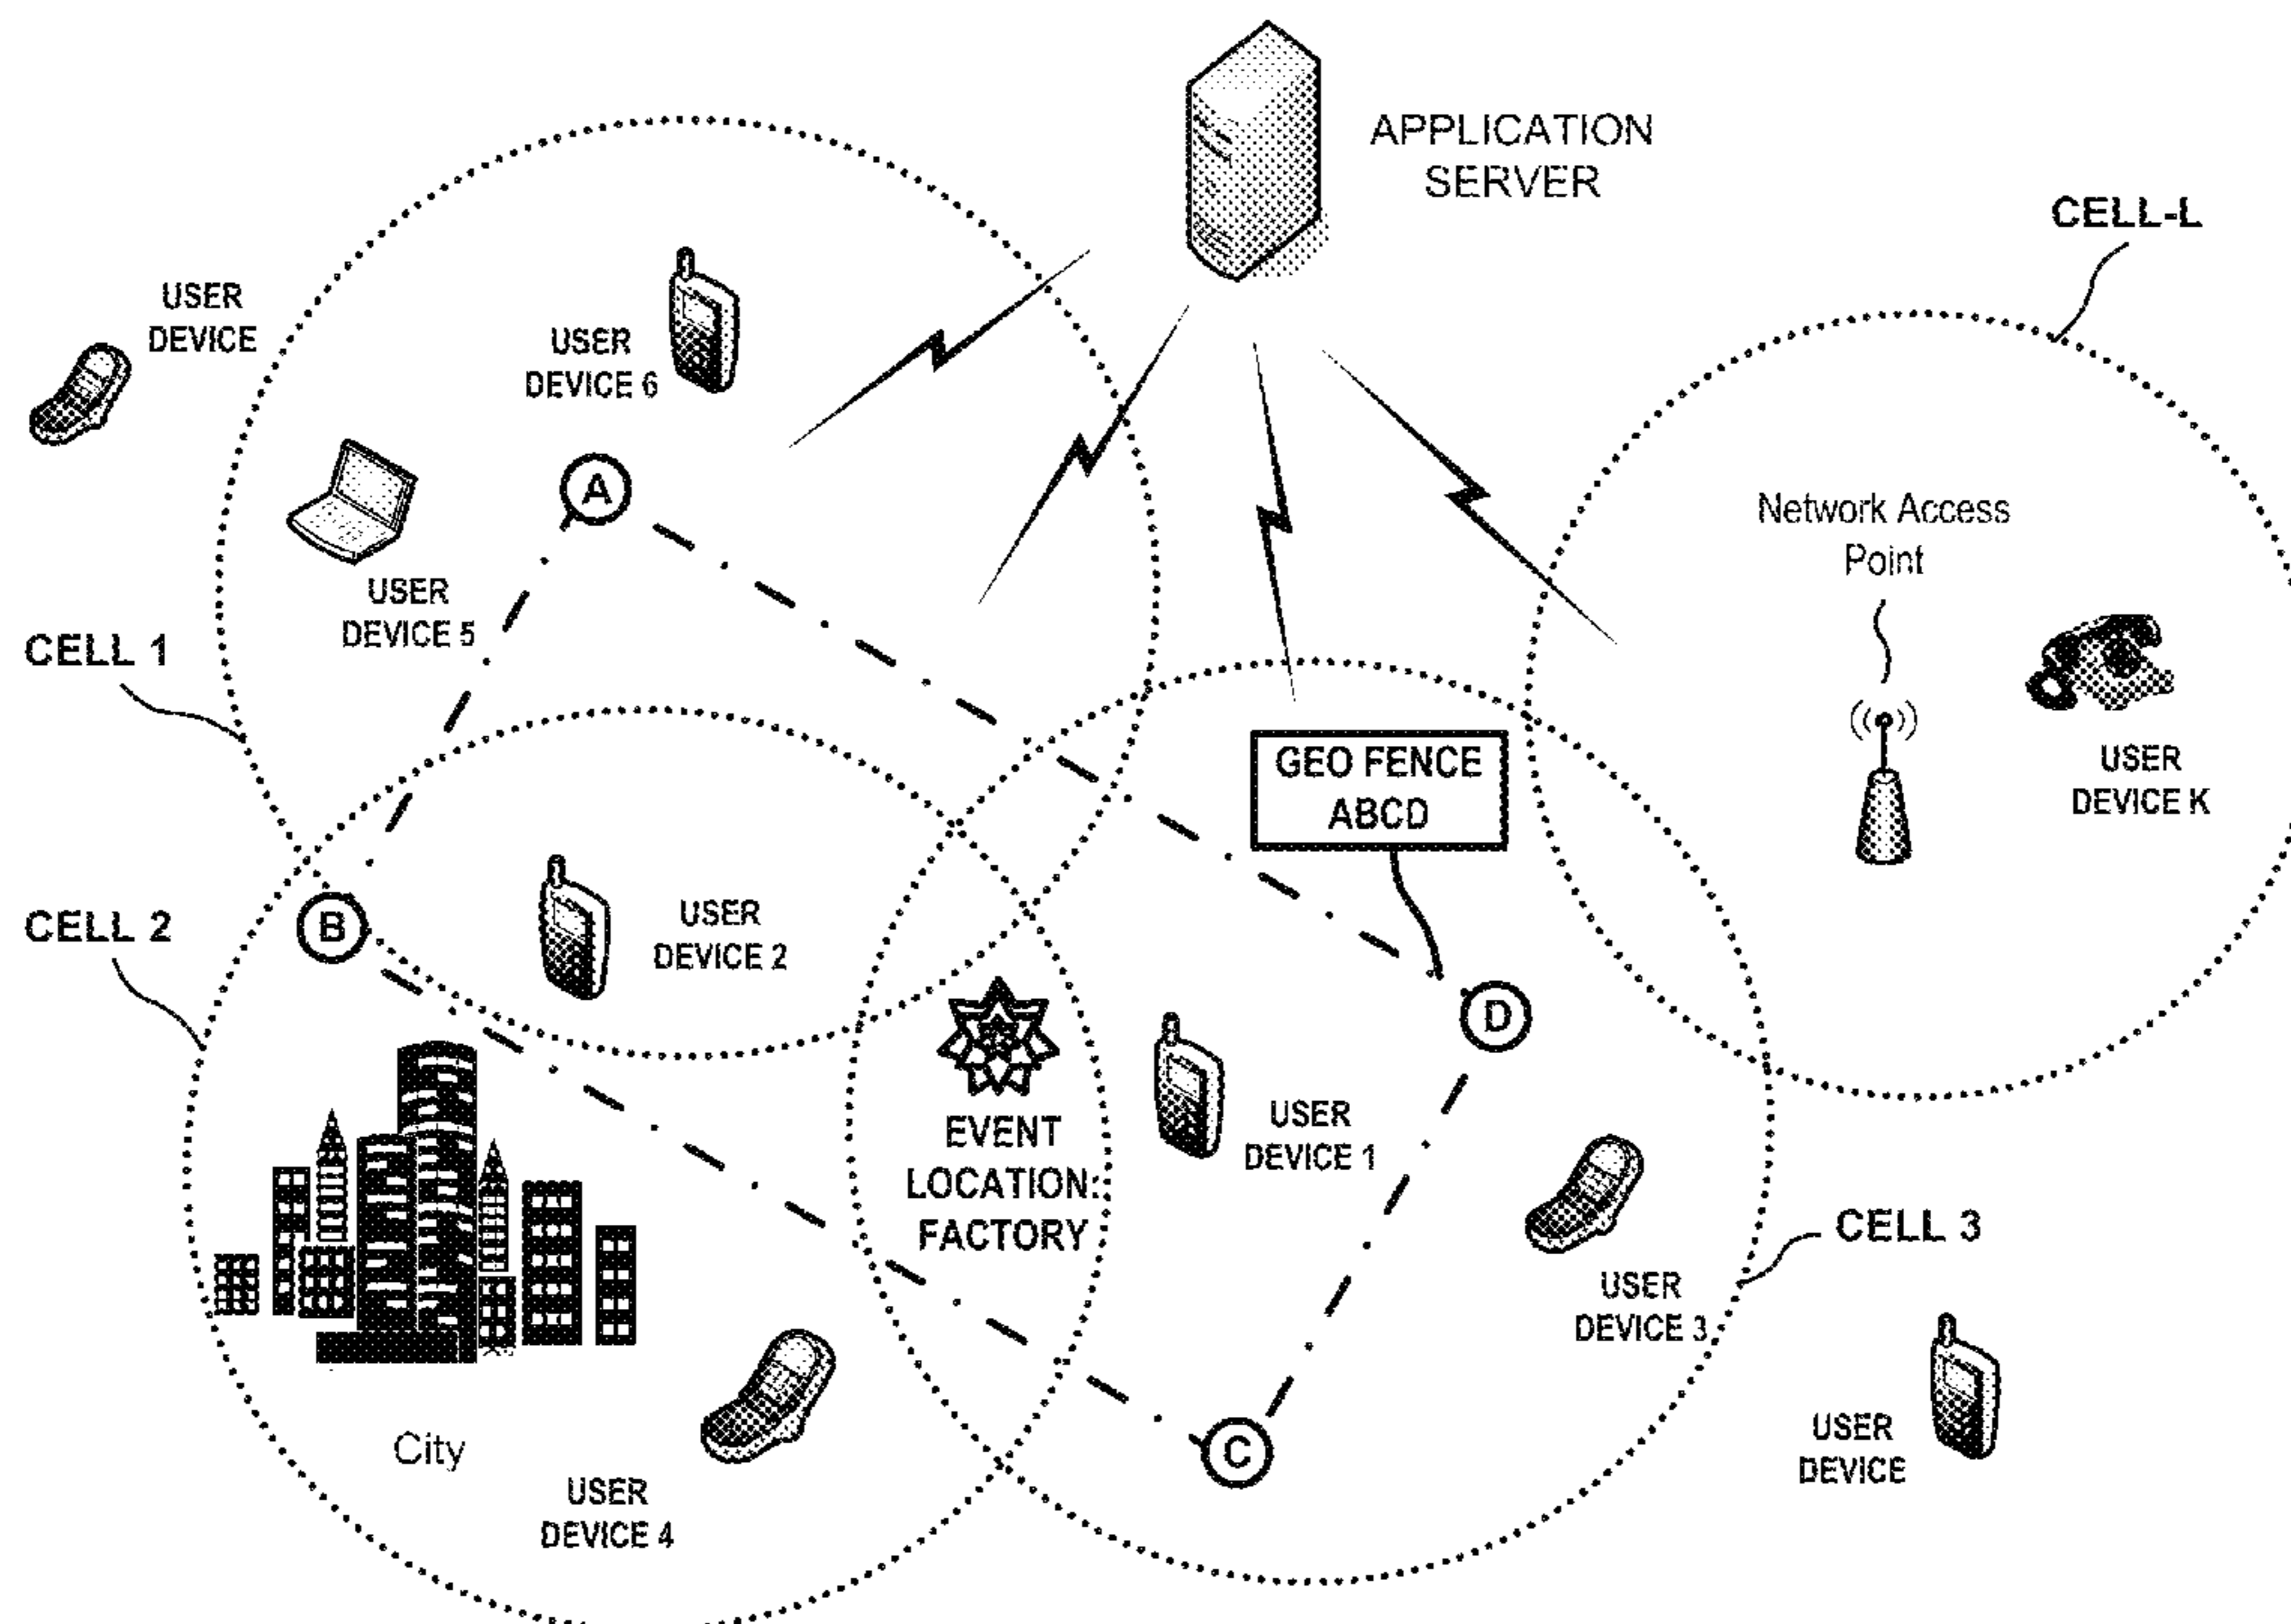 APPLICATION
SERVER
CELL-L
USER
DEVICE
USER
DEVICE 6
A
Network Access
Point
USER
DEVICE 5
CELL 1
GEO FENCE
ABCD
USER
DEVICE K
CELL 2
B
USER
DEVICE 2
D
EVENT
LOCATION:
FACTORY
USER
DEVICE 1
CELL 3
USER
DEVICE 3
City
C
USER
DEVICE
USER
DEVICE 4